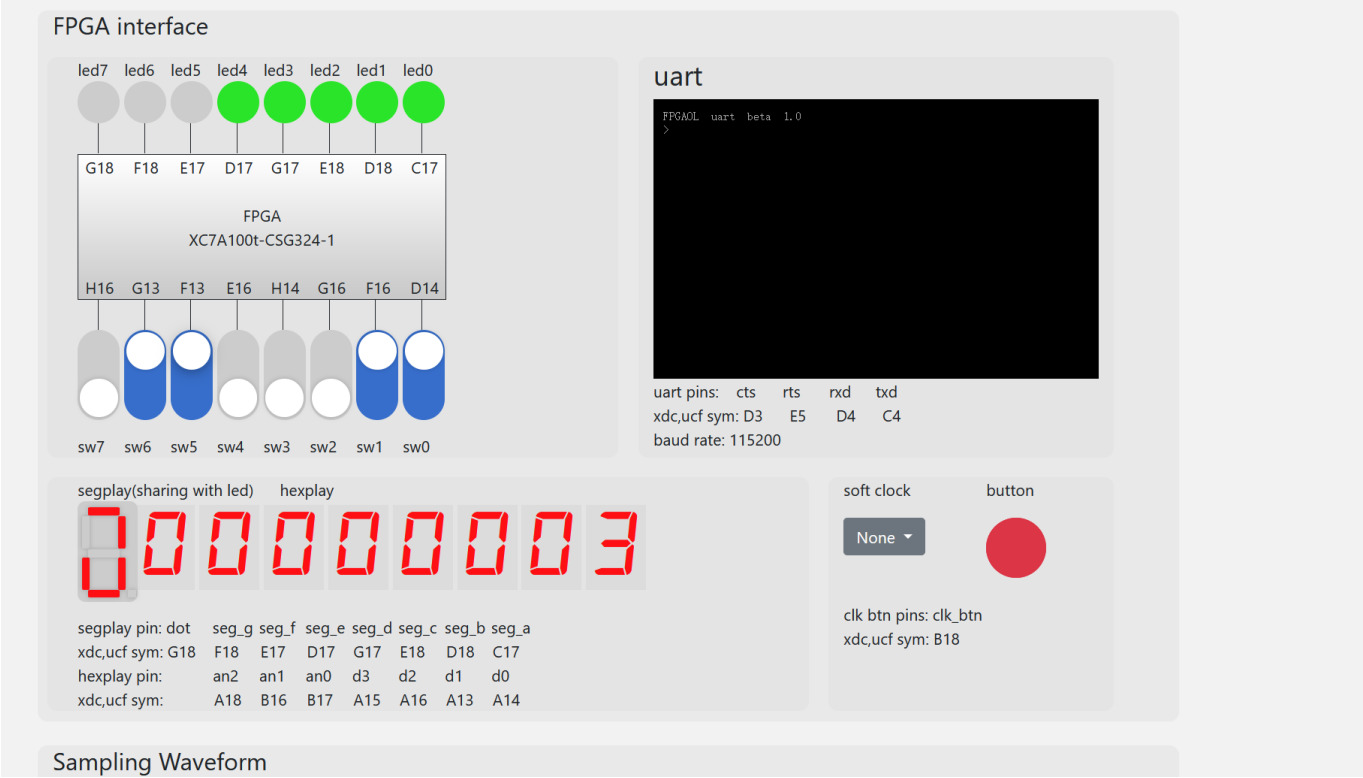 FPGA interface
led7 led6 led5 led4 led3 led2 led1 led0
G18 F18 E17 D17 G17 E18 D18 C17
FPGA
XC7A100t-CSG324-1
H16 G13 F13 E16 H14 G16 F16 D14
sw7 sw6 sw5 sw4 sw3 sw2 sw1 sw0
uart
FPGAOL uart beta 1.0
>
uart pins: cts rts rxd txd
xdc,ucf sym: D3 E5 D4 C4
baud rate: 115200
segplay(sharing with led) hexplay
00000003
segplay pin: dot seg_g seg_f seg_e seg_d seg_c seg_b seg_a
xdc,ucf sym: G18 F18 E17 D17 G17 E18 D18 C17
hexplay pin: an2 an1 an0 d3 d2 d1 d0
xdc,ucf sym: A18 B16 B17 A15 A16 A13 A14
soft clock button
None
clk btn pins: clk_btn
xdc,ucf sym: B18
Sampling Waveform